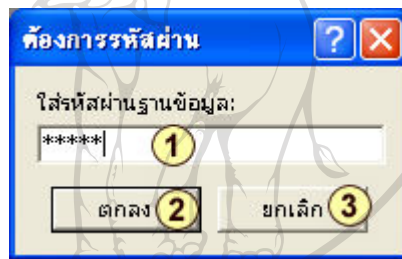 ต้องการรหัสผ่าน ?
ใส่รหัสผ่านฐานข้อมูล:
***** 1
ตกลง 2 ยกเลิก 3